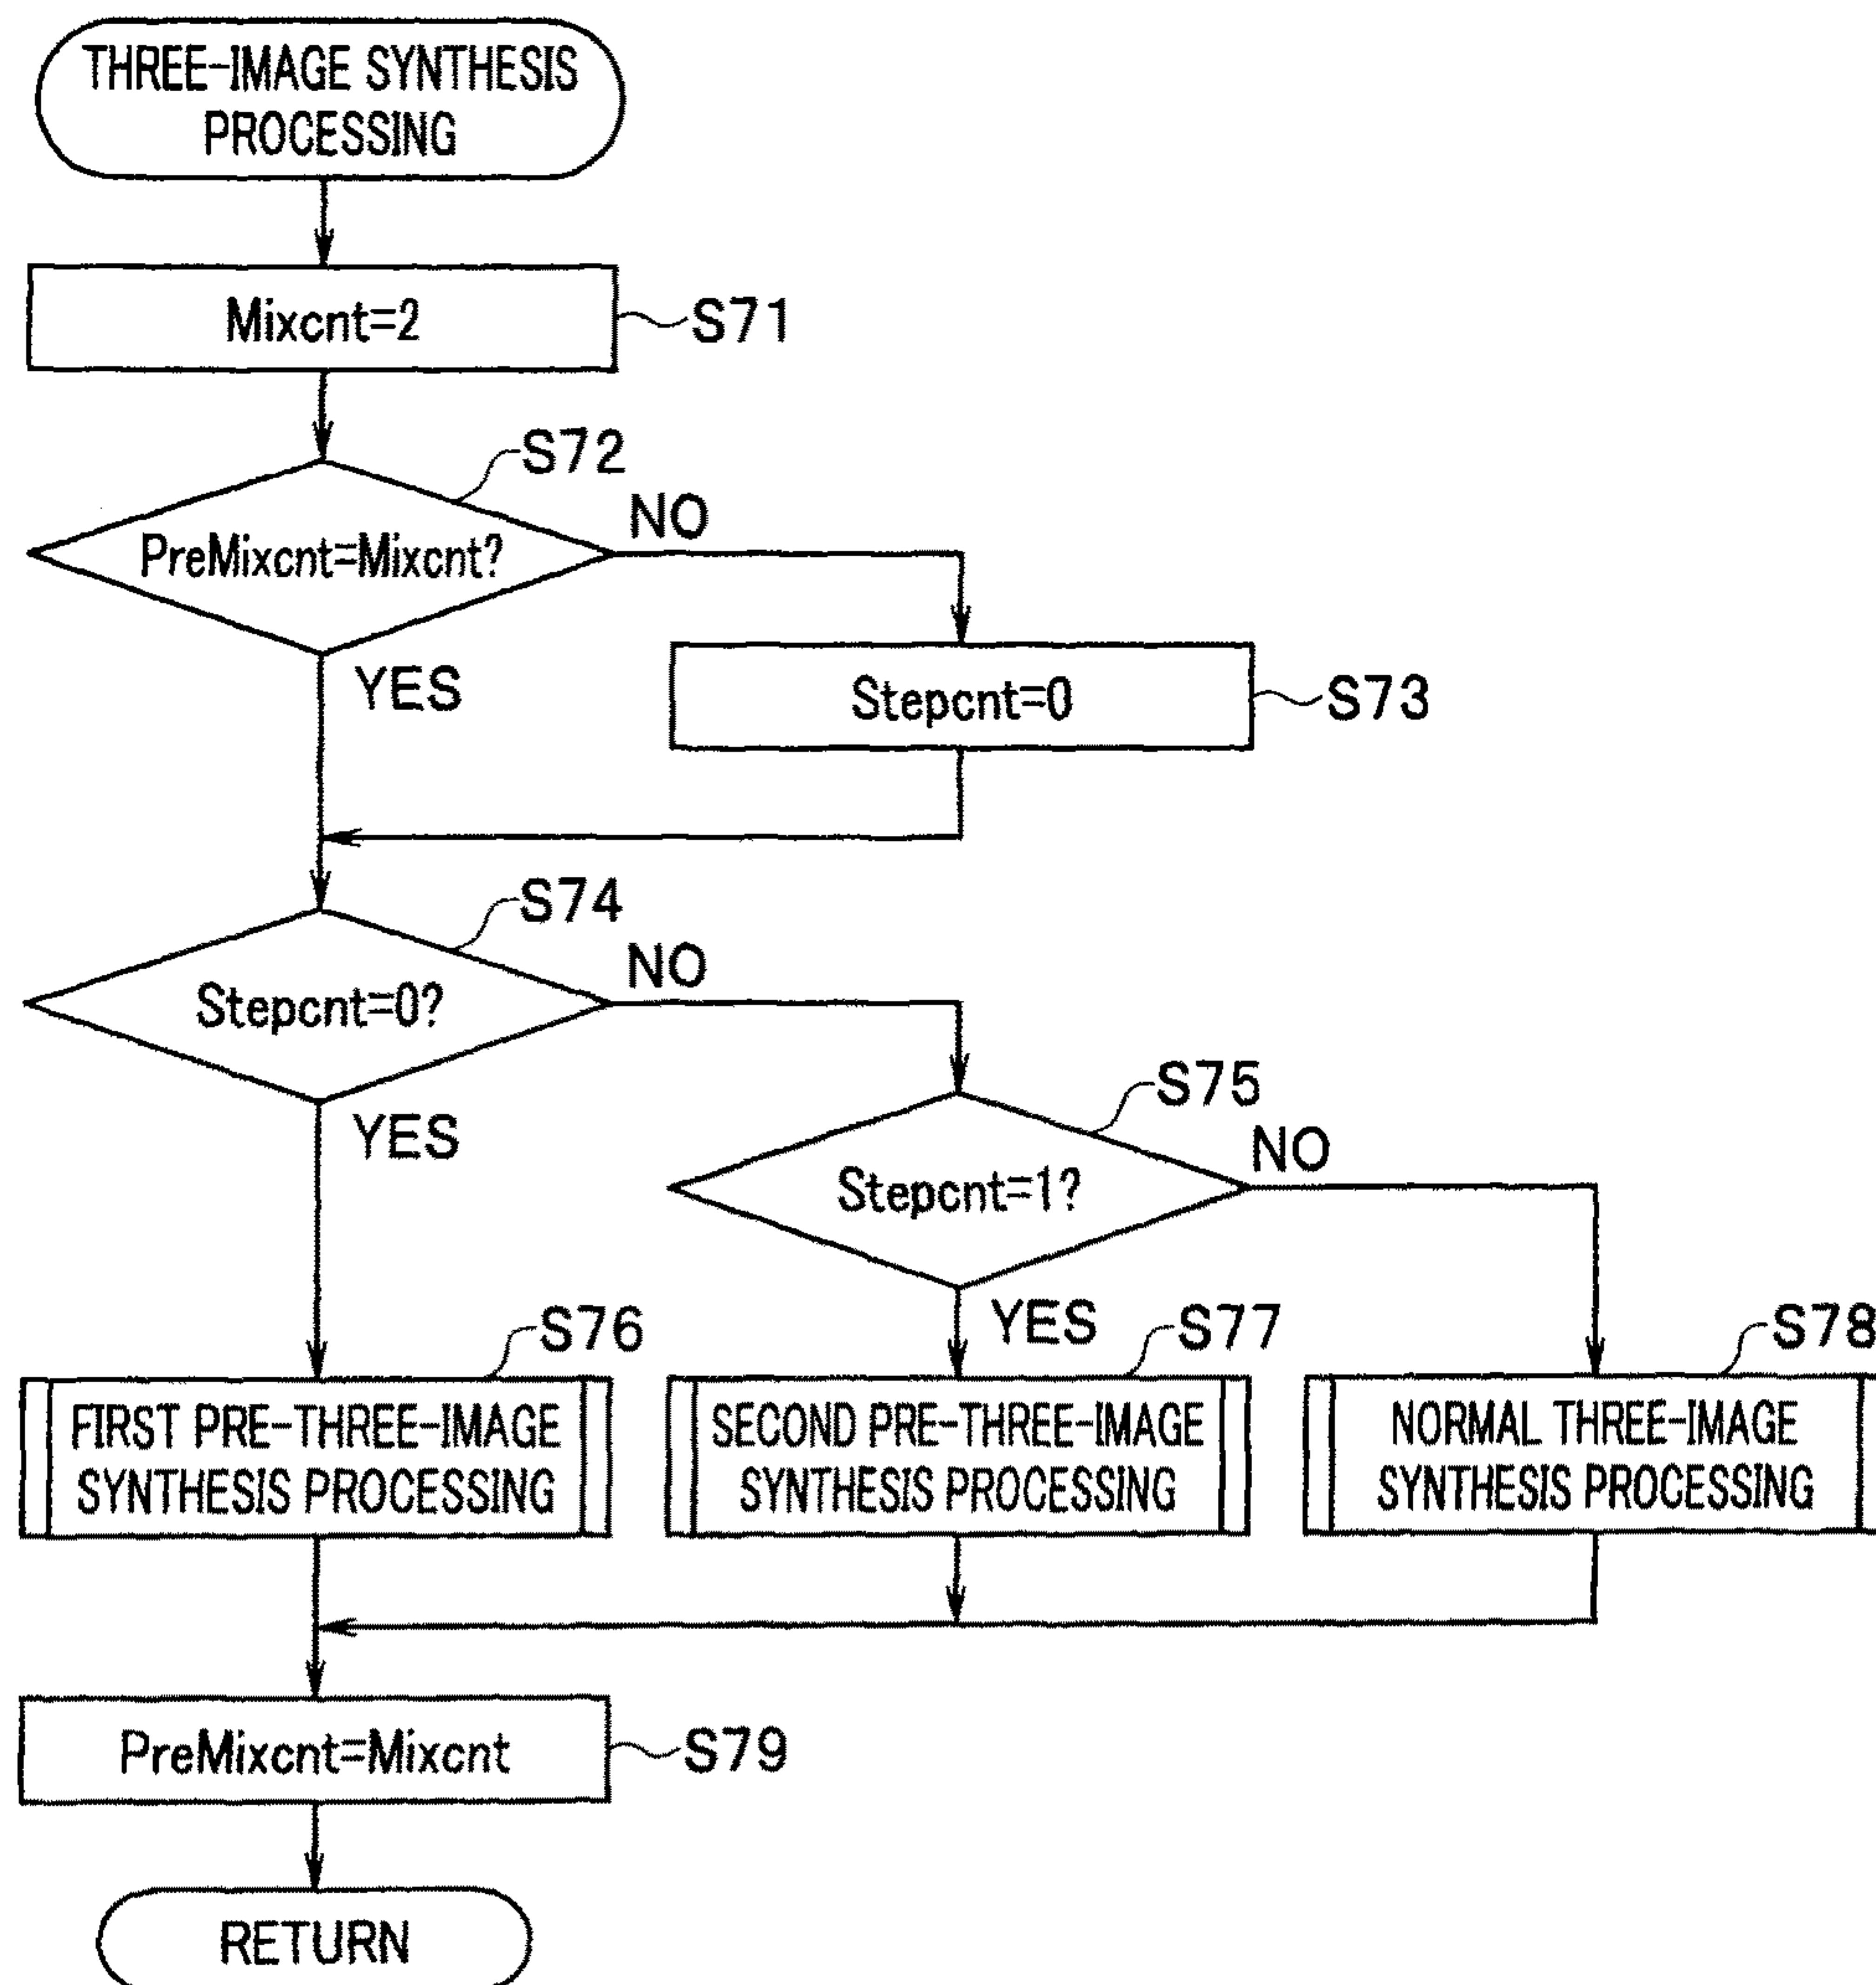 THREE-IMAGE SYNTHESIS
PROCESSING
Mixcnt=2
S71
S72
PreMixcnt=Mixcnt?
NO
YES
Stepcnt=0
S73
S74
Stepcnt=0?
NO
YES
S75
Stepcnt=1?
NO
YES
S76
FIRST PRE-THREE-IMAGE
SYNTHESIS PROCESSING
S77
SECOND PRE-THREE-IMAGE
SYNTHESIS PROCESSING
S78
NORMAL THREE-IMAGE
SYNTHESIS PROCESSING
PreMixcnt=Mixcnt
S79
RETURN